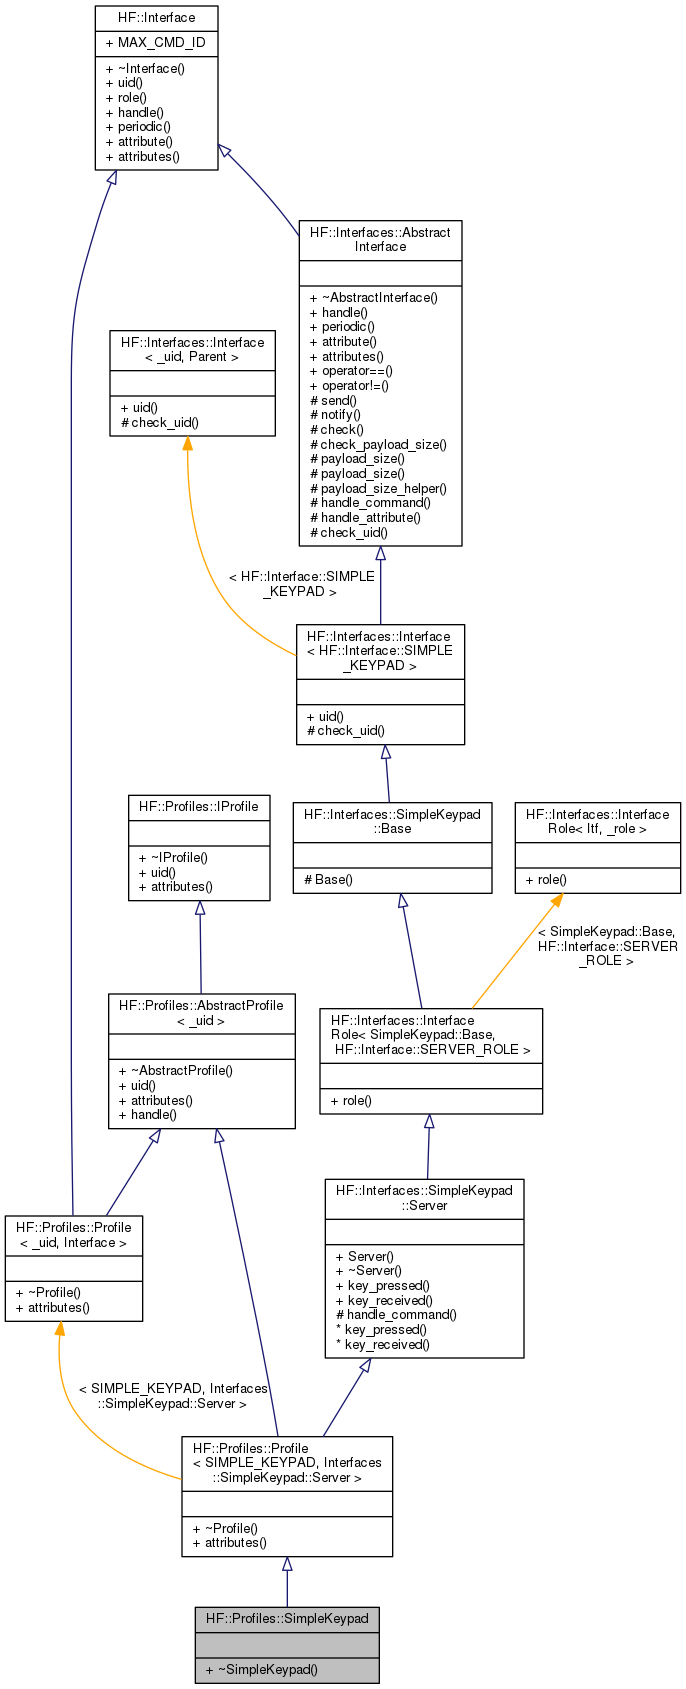 HF::Interface
+ MAX_CMD_ID
+ ~Interface()
+ uid()
+ role()
+ handle()
+ periodic()
+ attribute()
+ attributes()
HF::Interfaces::Abstract
Interface
+ ~AbstractInterface()
+ handle()
+ periodic()
+ attribute()
+ attributes()
+ operator==()
+ operator!=()
# send()
# notify()
# check()
# check_payload_size()
# payload_size()
# payload_size()
# payload_size_helper()
# handle_command()
# handle_attribute()
# check_uid()
HF::Interfaces::Interface
< _uid, Parent >
+ uid()
# check_uid()
< HF::Interface::SIMPLE
_KEYPAD >
HF::Interfaces::Interface
< HF::Interface::SIMPLE
_KEYPAD >
+ uid()
# check_uid()
HF::Profiles::IProfile
+ ~IProfile()
+ uid()
+ attributes()
HF::Interfaces::SimpleKeypad
::Base
# Base()
HF::Interfaces::Interface
Role< Itf, _role >
+ role()
< SimpleKeypad::Base,
HF::Interface::SERVER
_ROLE >
HF::Profiles::AbstractProfile
< _uid >
+ ~AbstractProfile()
+ uid()
+ attributes()
+ handle()
HF::Interfaces::Interface
Role< SimpleKeypad::Base,
HF::Interface::SERVER_ROLE >
+ role()
HF::Interfaces::SimpleKeypad
::Server
+ Server()
+ ~Server()
+ key_pressed()
+ key_received()
# handle_command()
* key_pressed()
* key_received()
HF::Profiles::Profile
< _uid, Interface >
+ ~Profile()
+ attributes()
< SIMPLE_KEYPAD, Interfaces
::SimpleKeypad::Server >
HF::Profiles::Profile
< SIMPLE_KEYPAD, Interfaces
::SimpleKeypad::Server >
+ ~Profile()
+ attributes()
HF::Profiles::SimpleKeypad
+ ~SimpleKeypad()